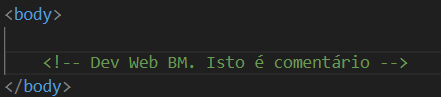 <body>
<!-- Dev Web BM. Isto é comentário -->
</body>